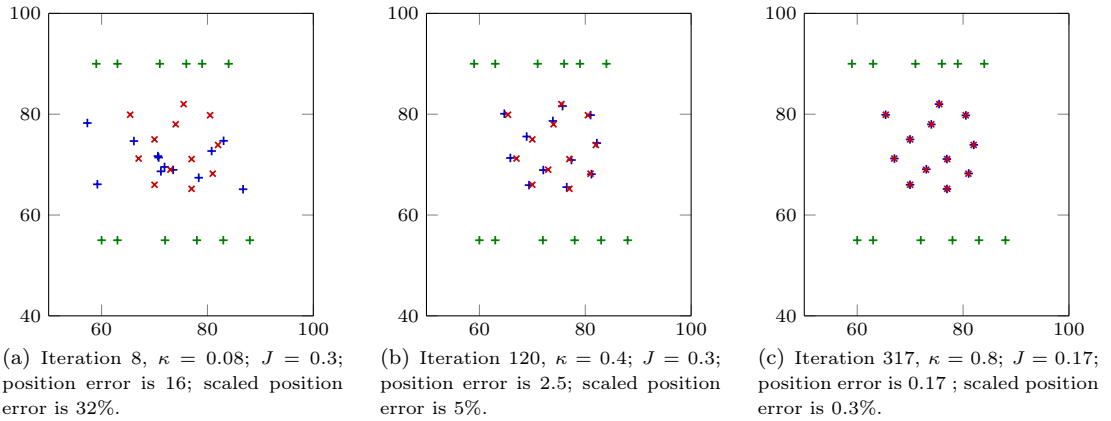 100
80
60
40
60 80 100
(a) Iteration 8, κ = 0.08; J = 0.3;
position error is 16; scaled position
error is 32%.
100
80
60
40
60 80 100
(b) Iteration 120, κ = 0.4; J = 0.3;
position error is 2.5; scaled position
error is 5%.
100
80
60
40
60 80 100
(c) Iteration 317, κ = 0.8; J = 0.17;
position error is 0.17 ; scaled position
error is 0.3%.